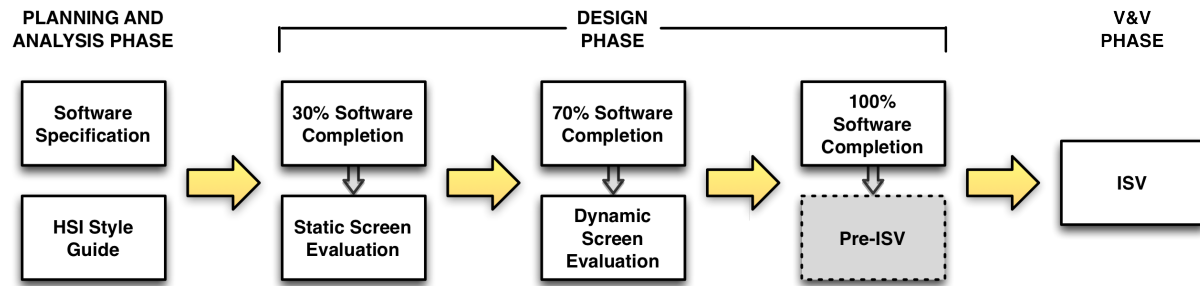 PLANNING AND
ANALYSIS PHASE
DESIGN
PHASE
V&V
PHASE
Software
Specification
HSI Style
Guide
30% Software
Completion
Static Screen
Evaluation
70% Software
Completion
Dynamic
Screen
Evaluation
100%
Software
Completion
Pre-ISV
ISV